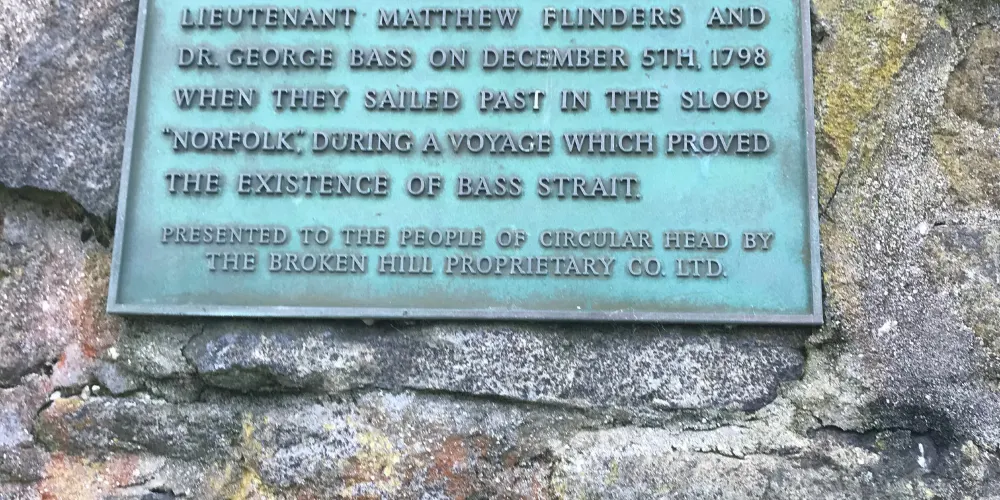 LIEUTENANT MATTHEW FLINDERS AND
DR. GEORGE BASS ON DECEMBER 5TH, 1798
WHEN THEY SAILED PAST IN THE SLOOP
"NORFOLK", DURING A VOYAGE WHICH PROVED
THE EXISTENCE OF BASS STRAIT.
PRESENTED TO THE PEOPLE OF CIRCULAR HEAD BY
THE BROKEN HILL PROPRIETARY CO. LTD.